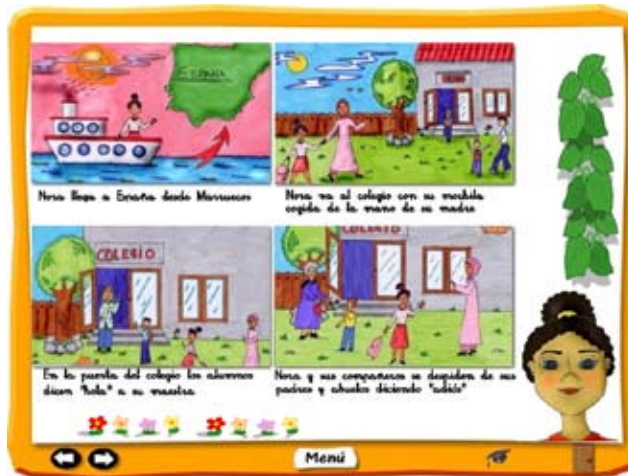 ESPAÑA
COLEGIO
Nora llega a España desde Marruecos
Nora va al colegio con su mochila
cogida de la mano de su madre
COLEGIO
COLEGIO
En la puerta del colegio los alumnos
dicen "hola" a su maestra
Nora y sus compañeros se despiden de sus
padres y abuelos diciendo "adiós"
Menú